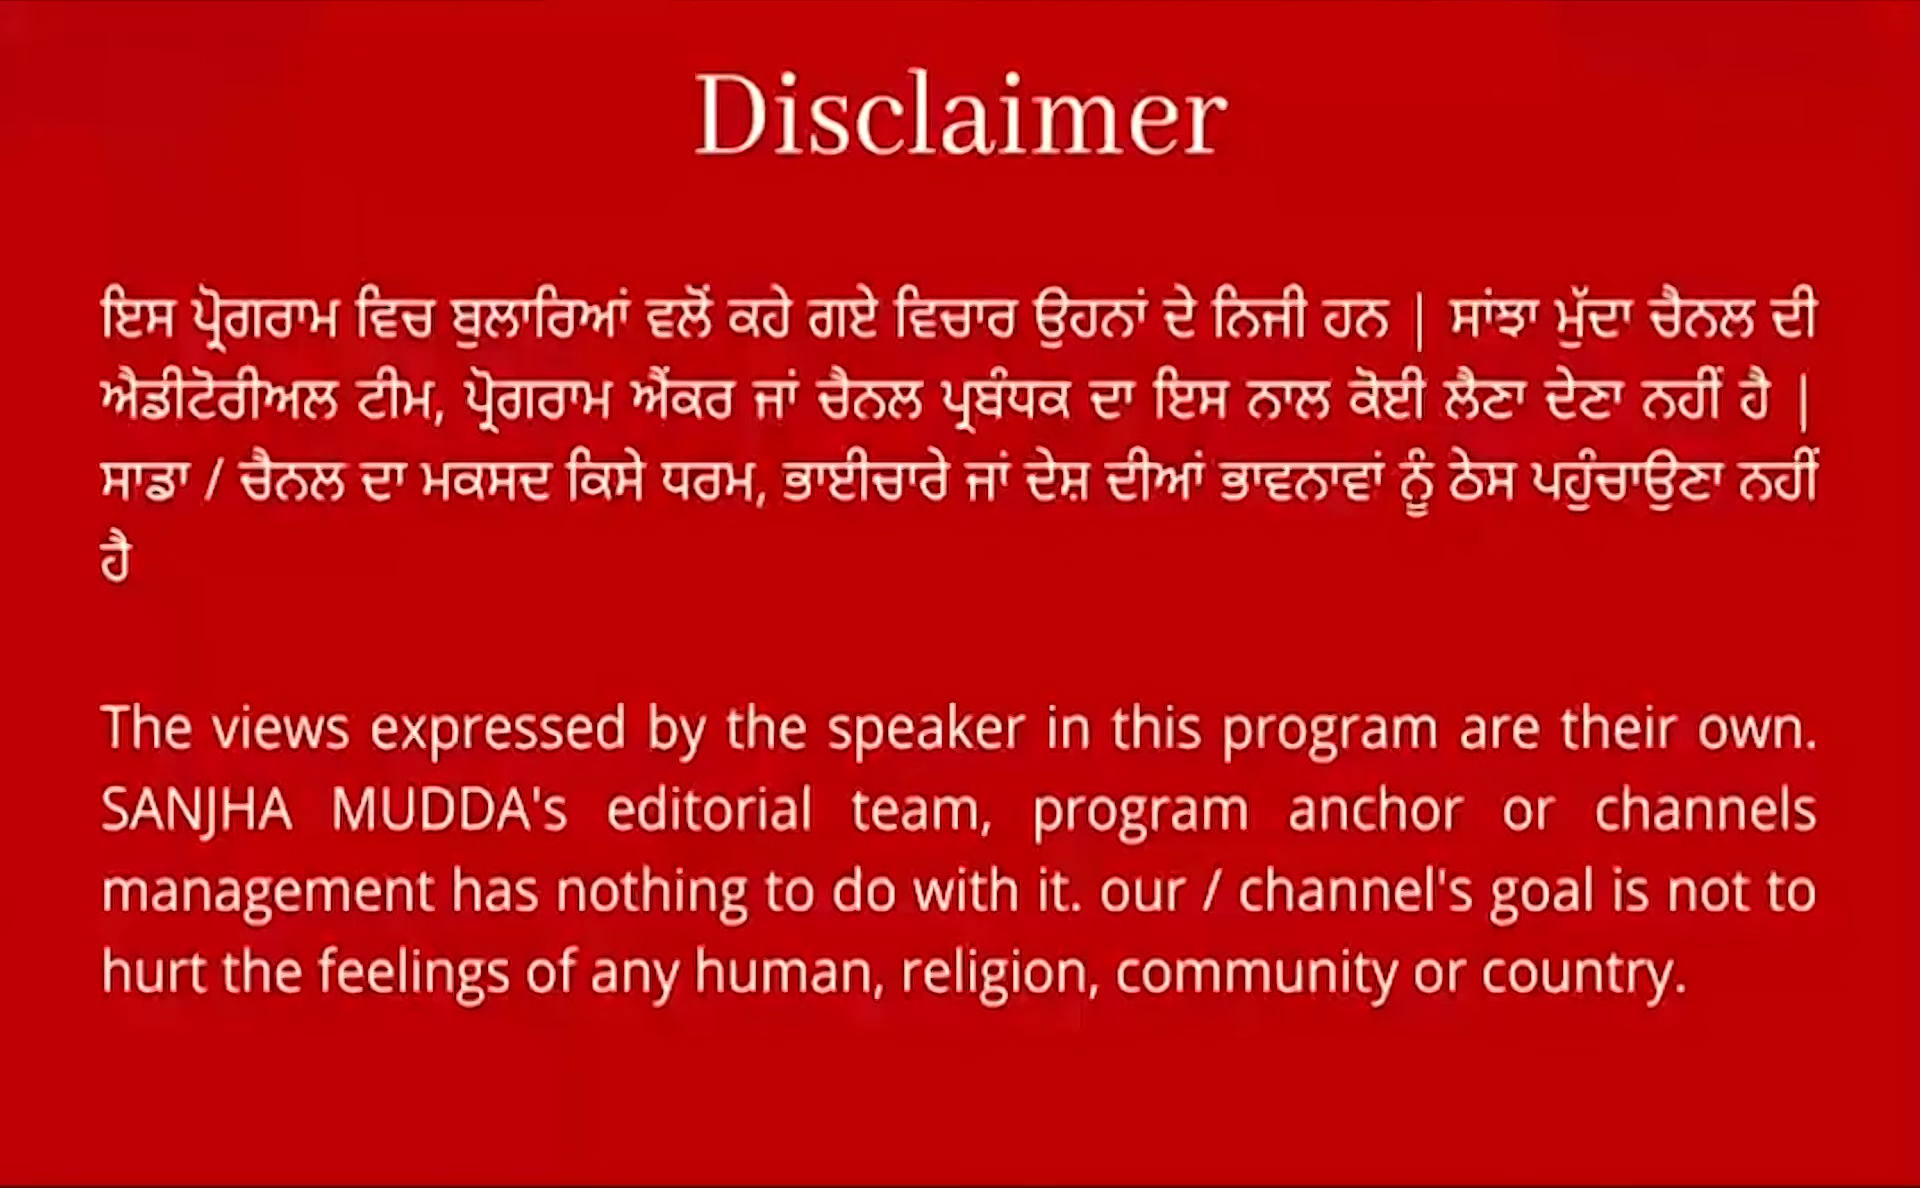 Disclaimer
ਇਸ ਪ੍ਰੋਗਰਾਮ ਵਿਚ ਬੁਲਾਰਿਆਂ ਵਲੋਂ ਕਹੇ ਗਏ ਵਿਚਾਰ ਉਹਨਾਂ ਦੇ ਨਿਜੀ ਹਨ | ਸਾਂਝਾ ਮੁੱਦਾ ਚੈਨਲ ਦੀ
ਐਡੀਟੋਰੀਅਲ ਟੀਮ, ਪ੍ਰੋਗਰਾਮ ਐਂਕਰ ਜਾਂ ਚੈਨਲ ਪ੍ਰਬੰਧਕ ਦਾ ਇਸ ਨਾਲ ਕੋਈ ਲੈਣਾ ਦੇਣਾ ਨਹੀਂ ਹੈ |
ਸਾਡਾ / ਚੈਨਲ ਦਾ ਮਕਸਦ ਕਿਸੇ ਧਰਮ, ਭਾਈਚਾਰੇ ਜਾਂ ਦੇਸ਼ ਦੀਆਂ ਭਾਵਨਾਵਾਂ ਨੂੰ ਠੇਸ ਪਹੁੰਚਾਉਣਾ ਨਹੀਂ
ਹੈ
The views expressed by the speaker in this program are their own.
SANJHA MUDDA's editorial team, program anchor or channels
management has nothing to do with it. our / channel's goal is not to
hurt the feelings of any human, religion, community or country.